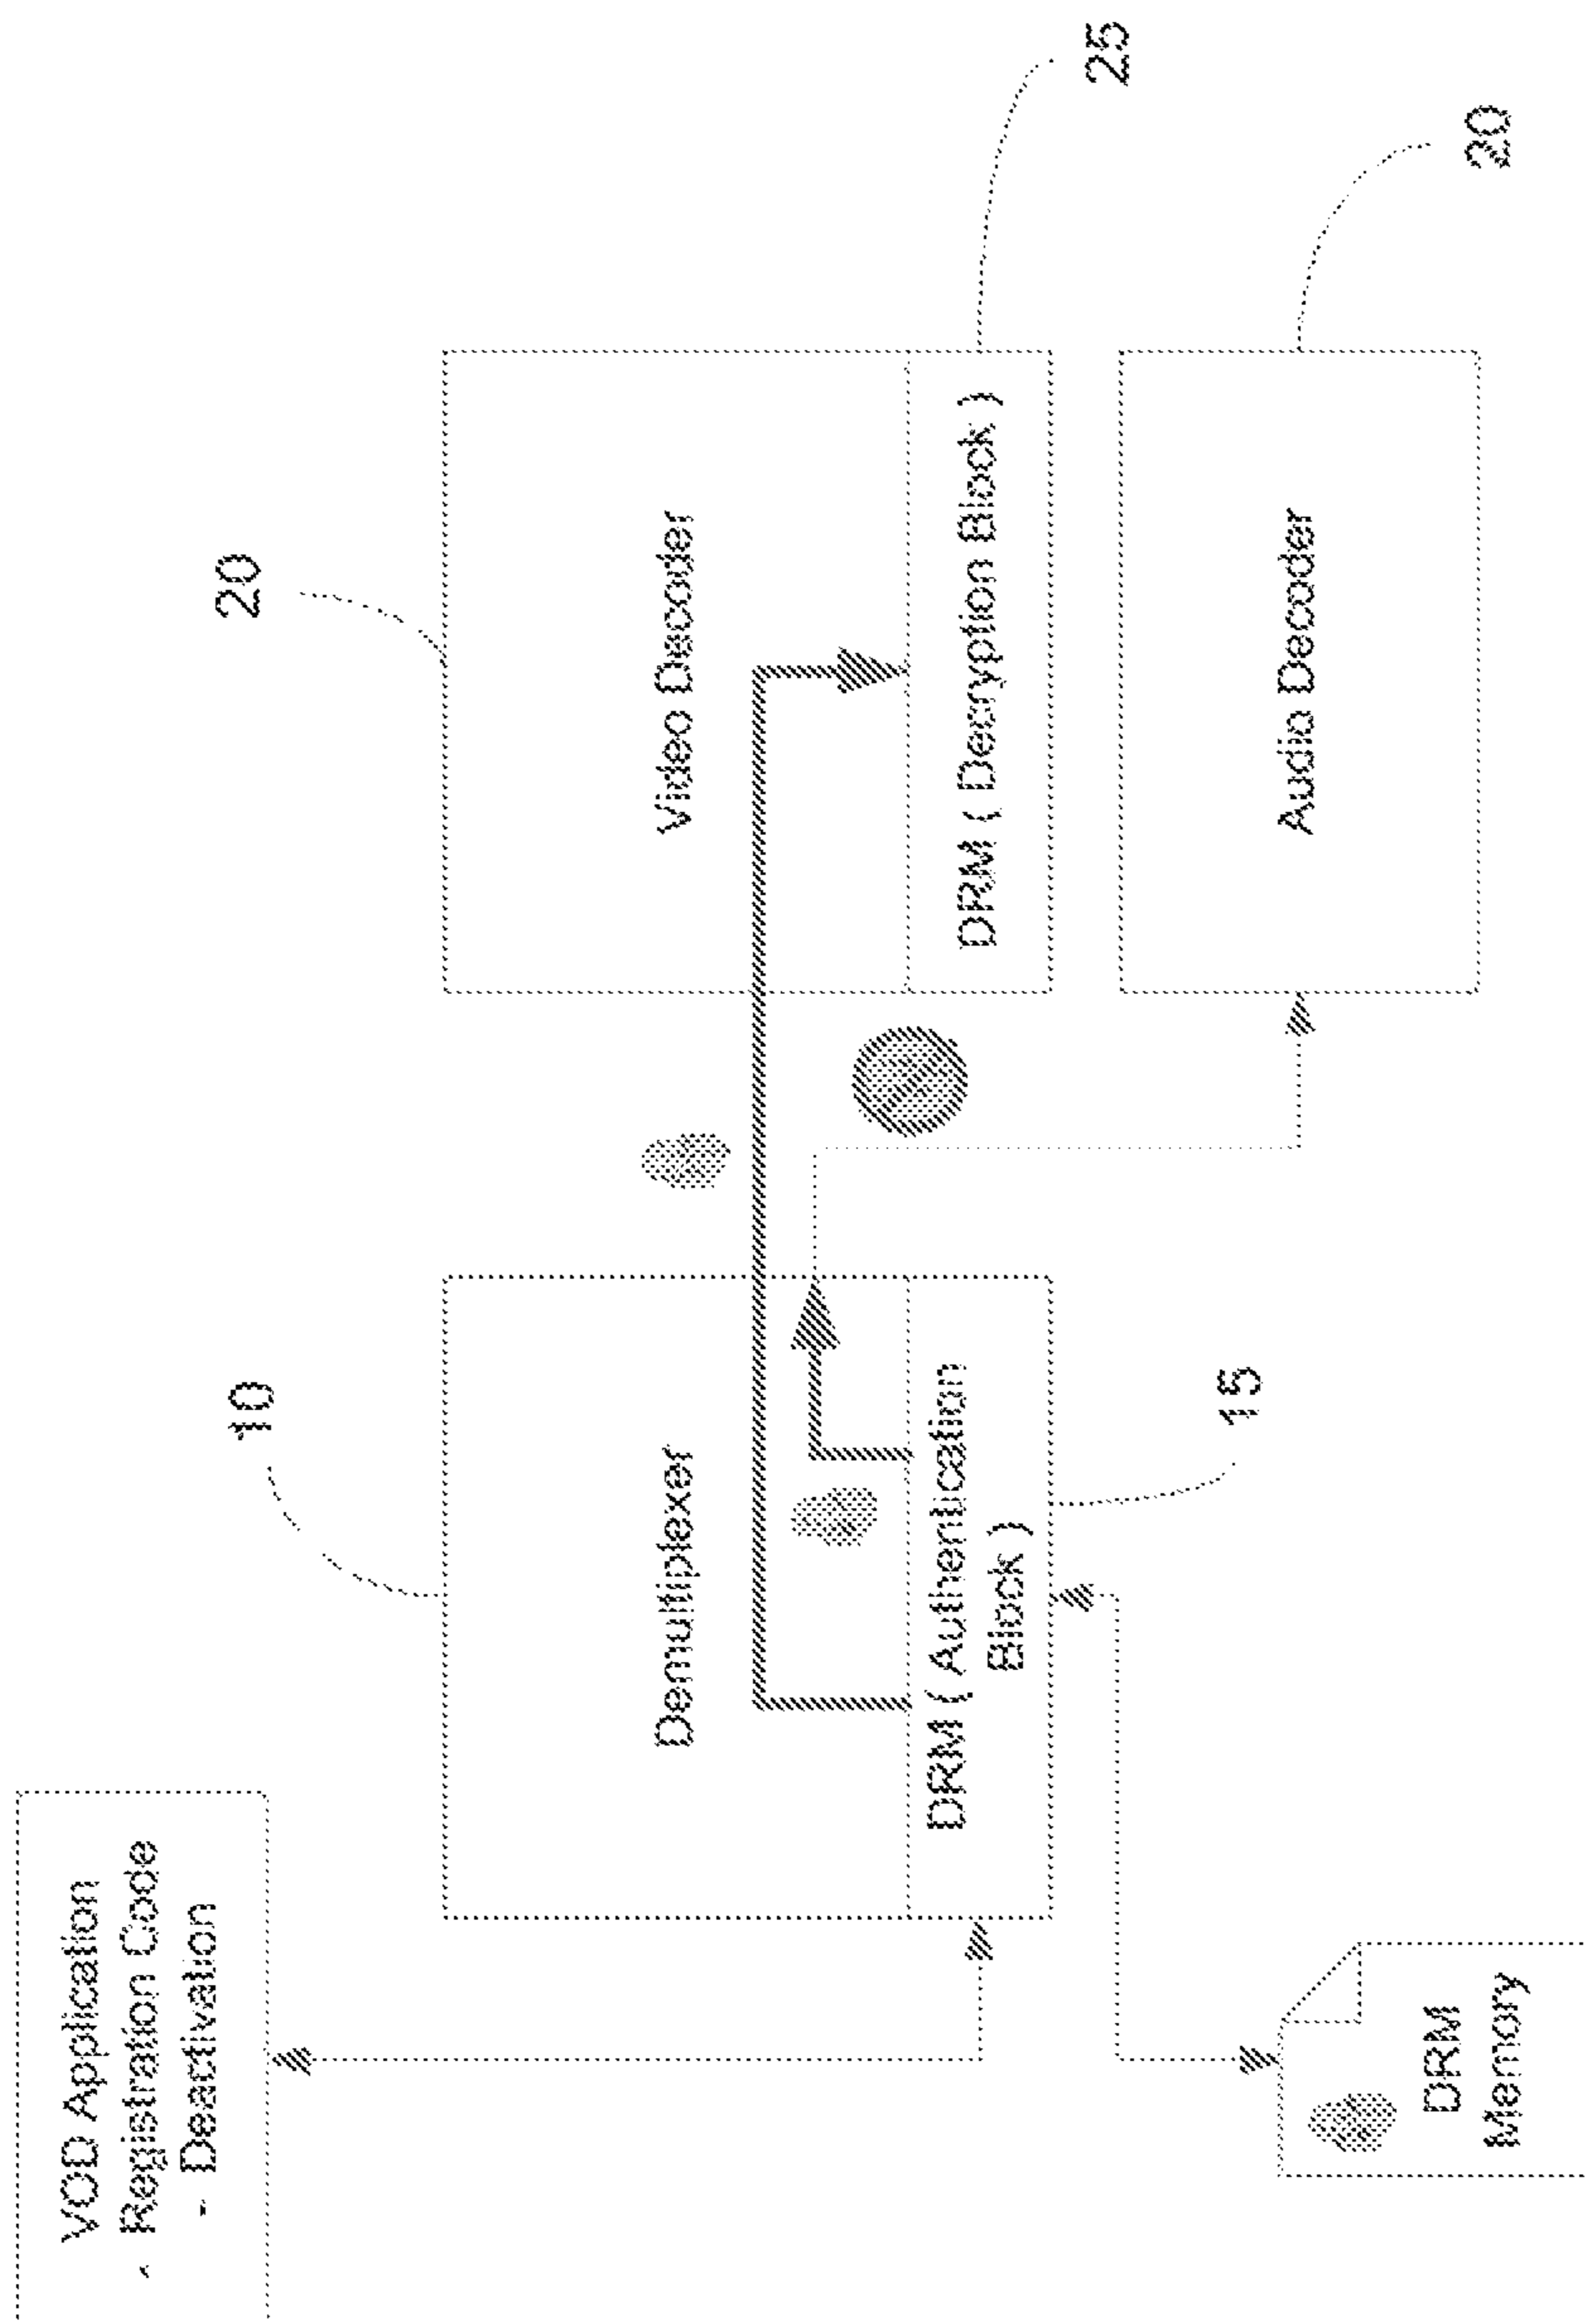 VOD Application
- Registration Code
- Deactivation
10
20
Demultiplexer
Video Decoder
DRM ( Authentication
Block )
DRM ( Decryption Block )
25
15
Audio Decoder
20
DRM
Memory